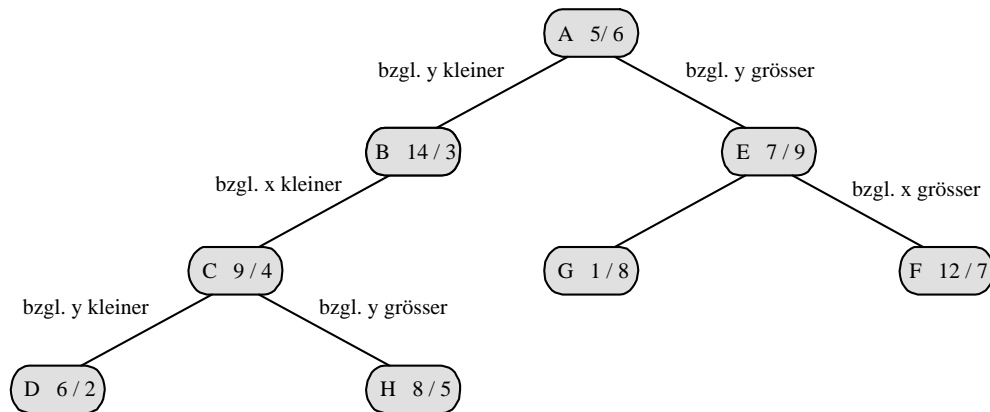 A 5/ 6
bzgl. y kleiner
bzgl. y grösser
B 14 / 3
E 7 / 9
bzgl. x kleiner
bzgl. x grösser
C 9 / 4
G 1 / 8
F 12 / 7
bzgl. y kleiner
bzgl. y grösser
D 6 / 2
H 8 / 5